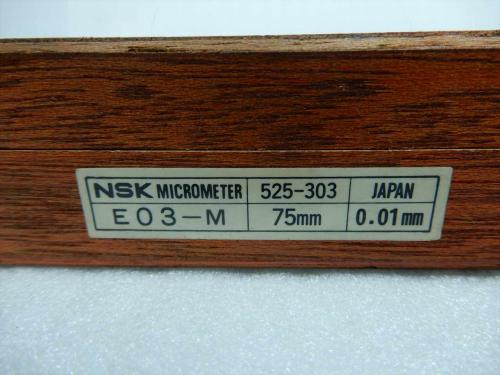 NSK MICROMETER 525-303 JAPAN
E03-M 75mm 0.01mm